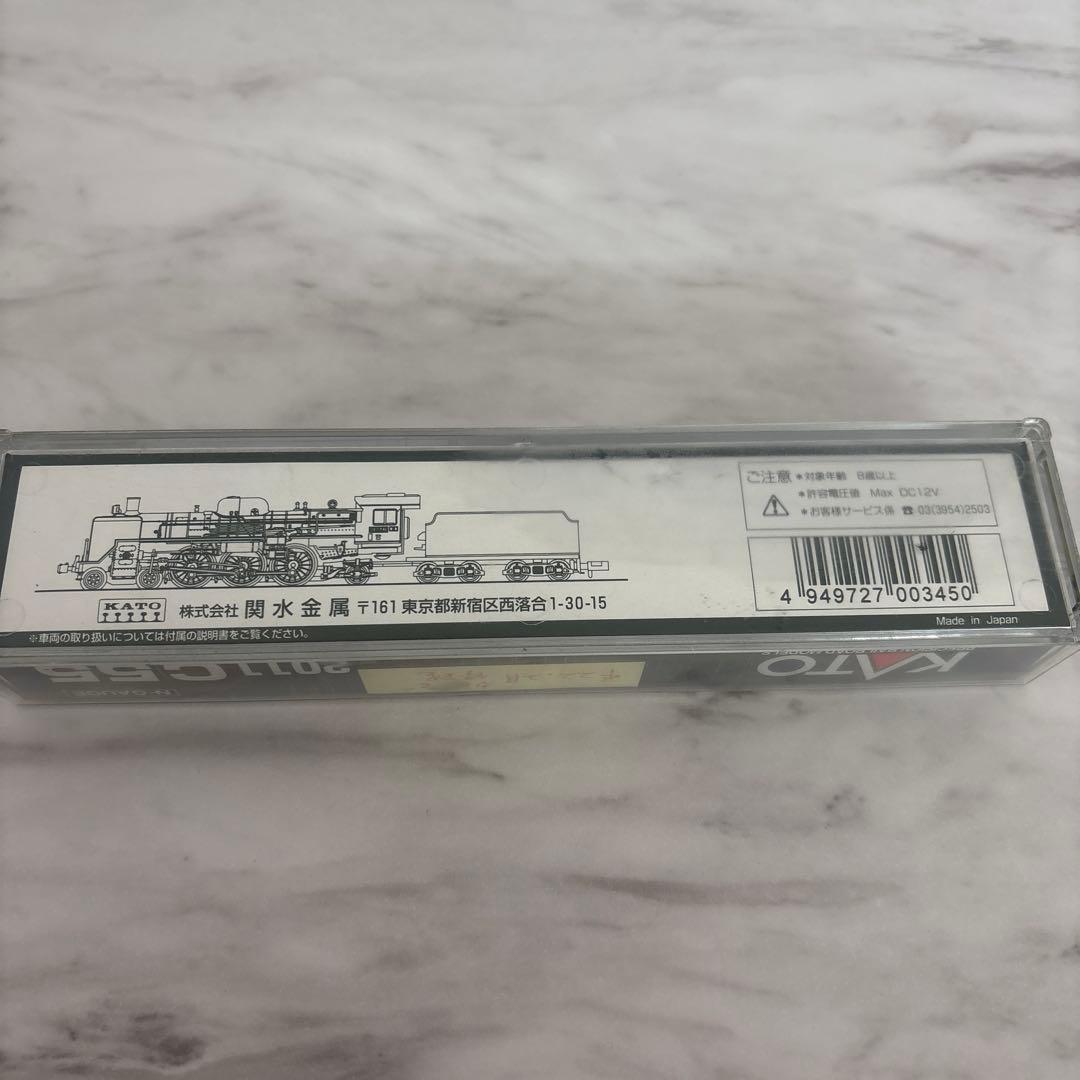 ご注意 *対象年齢 8歳以上
*許容電圧値 Max DC12V
*お客様サービス係 ☎ 03(3954)2503
4 949727 003450
Made in Japan
KATO
株式会社 関水金属 〒161 東京都新宿区西落合1-30-15
※車両の取り扱いについては付属の説明書をご覧ください。
2011 C55
[N-GAUGE]
KATO